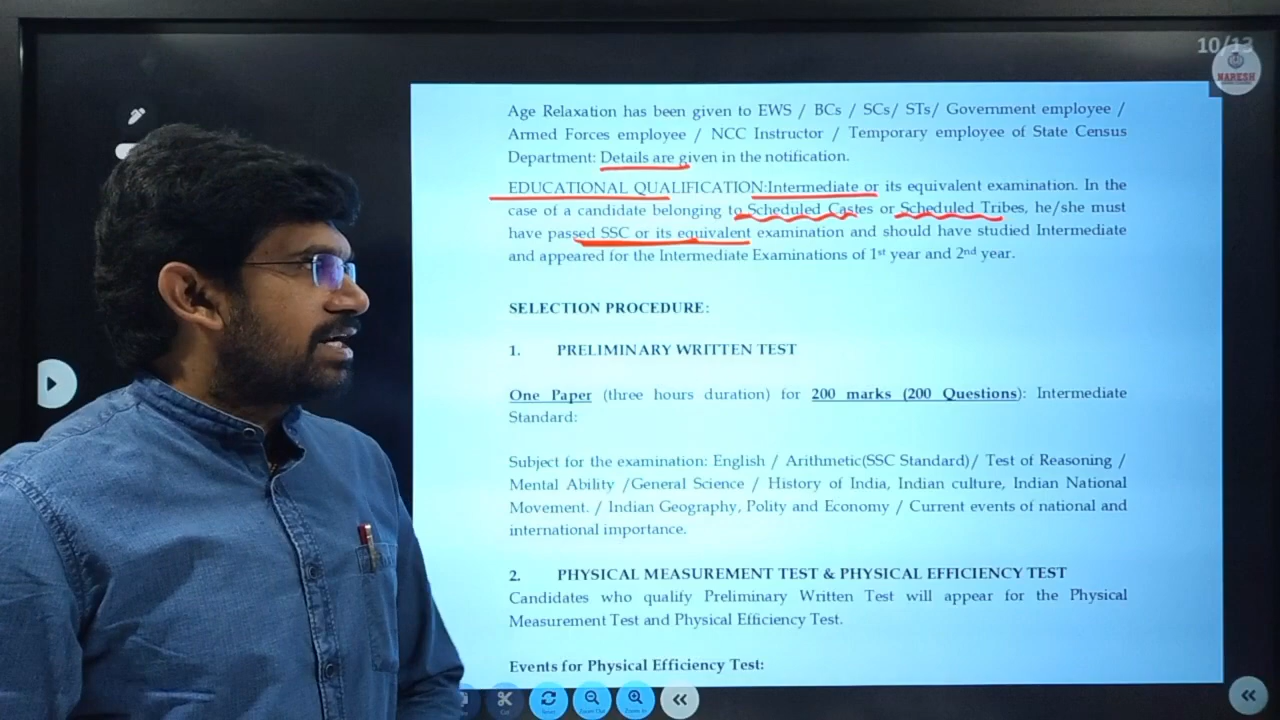 10/13
NARESH
Age Relaxation has been given to EWS / BCs / SCs/ STs/ Government employee /
Armed Forces employee / NCC Instructor / Temporary employee of State Census
Department: Details are given in the notification.
EDUCATIONAL QUALIFICATION:Intermediate or its equivalent examination. In the
case of a candidate belonging to Scheduled Castes or Scheduled Tribes, he/she must
have passed SSC or its equivalent examination and should have studied Intermediate
and appeared for the Intermediate Examinations of 1st year and 2nd year.
SELECTION PROCEDURE:
1. PRELIMINARY WRITTEN TEST
One Paper (three hours duration) for 200 marks (200 Questions): Intermediate
Standard:
Subject for the examination: English / Arithmetic(SSC Standard)/ Test of Reasoning /
Mental Ability /General Science / History of India, Indian culture, Indian National
Movement. / Indian Geography, Polity and Economy / Current events of national and
international importance.
2. PHYSICAL MEASUREMENT TEST & PHYSICAL EFFICIENCY TEST
Candidates who qualify Preliminary Written Test will appear for the Physical
Measurement Test and Physical Efficiency Test.
Events for Physical Efficiency Test:
Zoom Out Zoom In